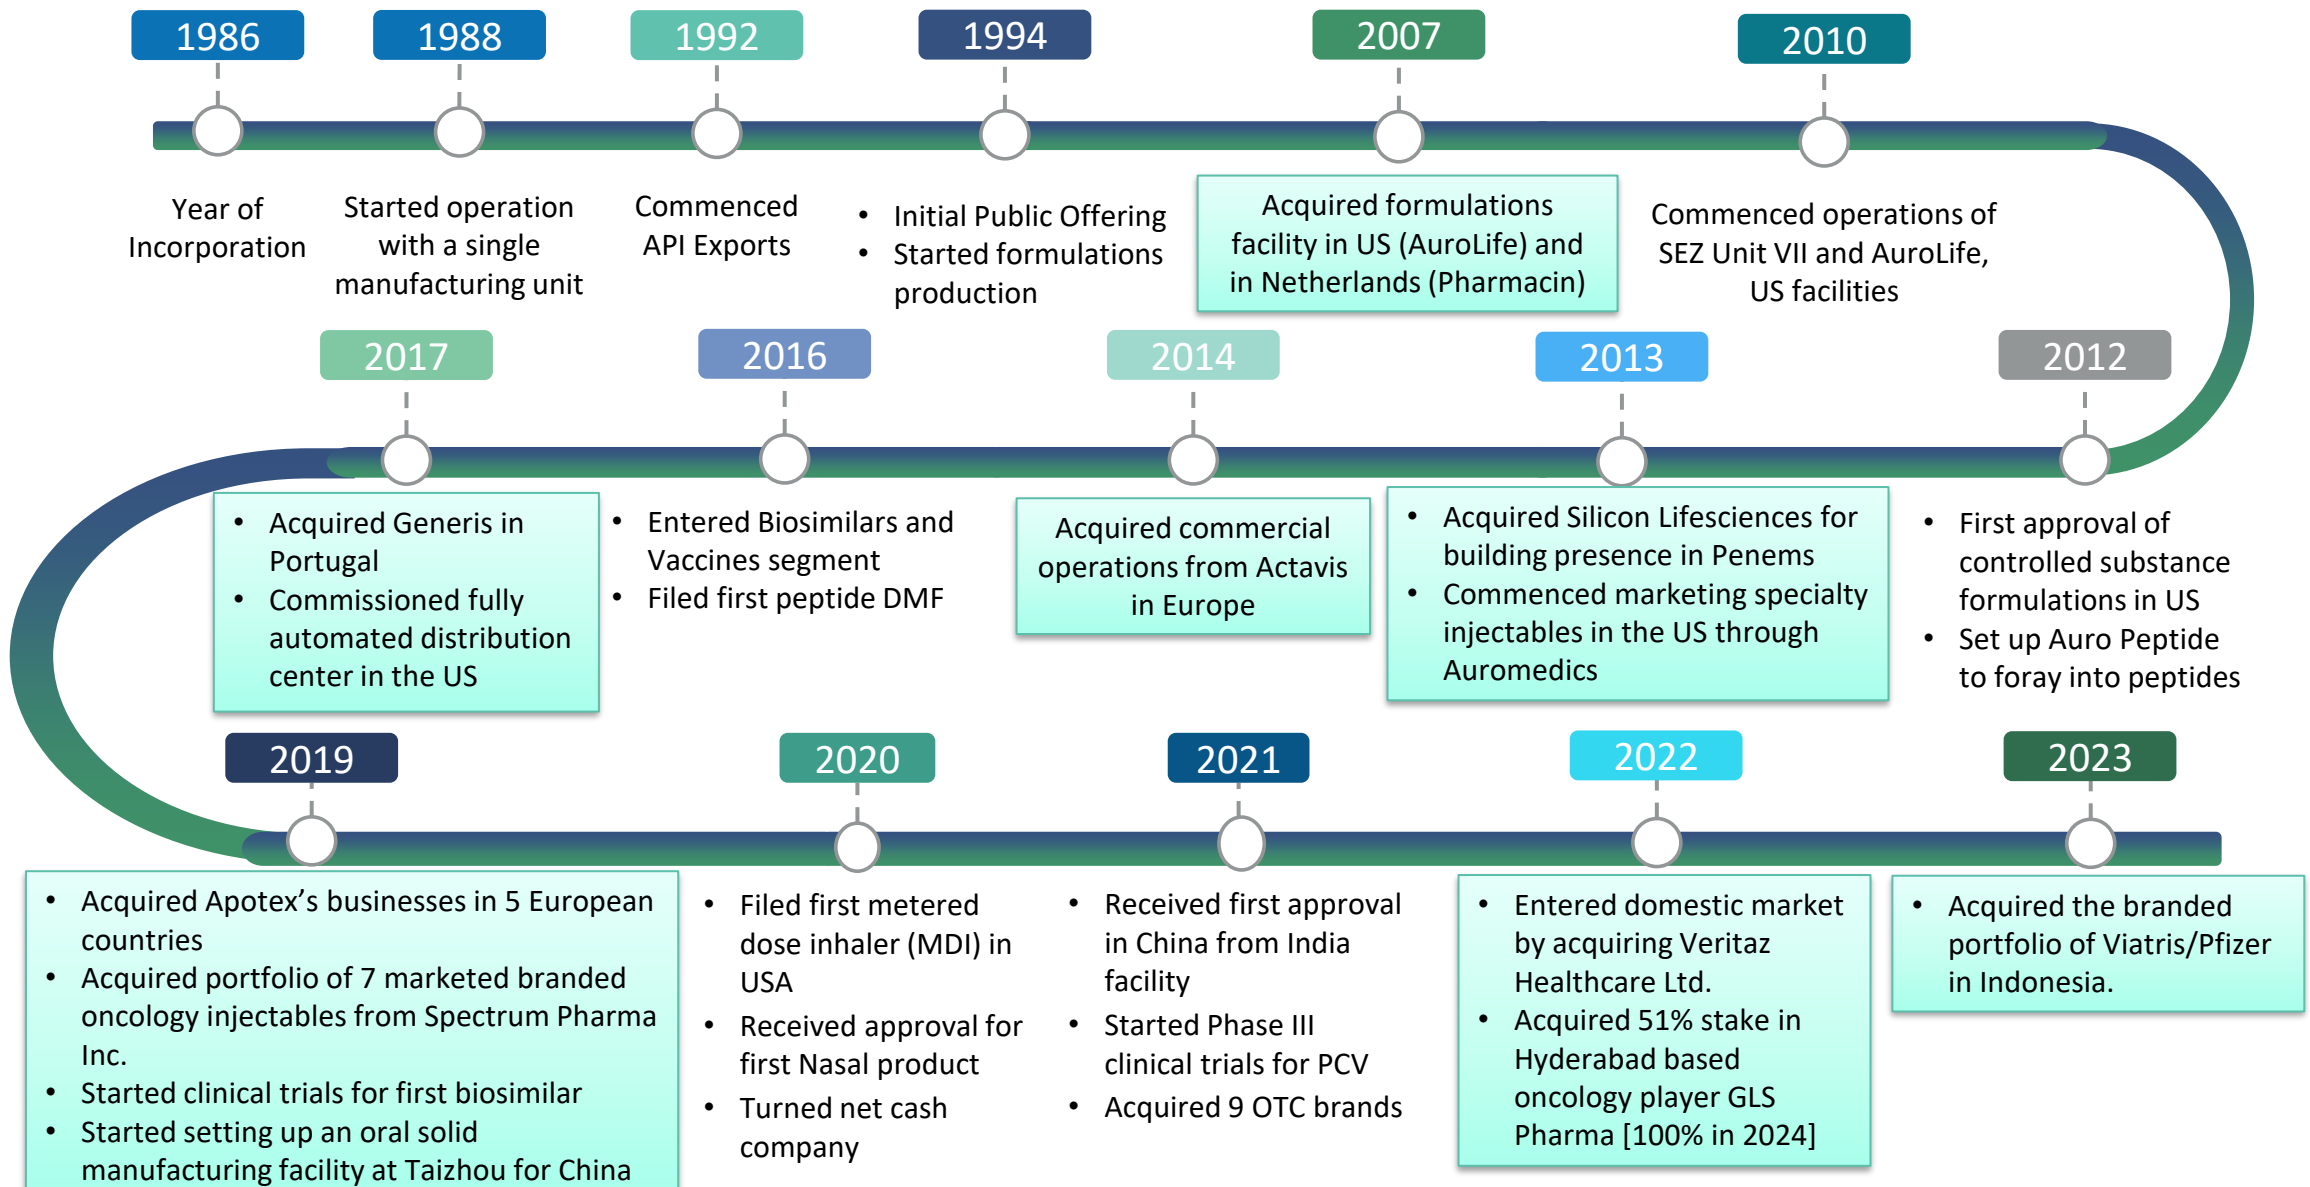 1986
1988
1992
1994
2007
2010
Year of
Incorporation
Started operation
with a single
manufacturing unit
Commenced
API Exports
• Initial Public Offering
• Started formulations
production
Acquired formulations
facility in US (AuroLife) and
in Netherlands (Pharmacin)
Commenced operations of
SEZ Unit VII and AuroLife,
US facilities
2017
2016
2014
2013
2012
• Acquired Generis in
Portugal
• Commissioned fully
automated distribution
center in the US
• Entered Biosimilars and
Vaccines segment
• Filed first peptide DMF
Acquired commercial
operations from Actavis
in Europe
• Acquired Silicon Lifesciences for
building presence in Penems
• Commenced marketing specialty
injectables in the US through
Auromedics
• First approval of
controlled substance
formulations in US
• Set up Auro Peptide
to foray into peptides
2019
2020
2021
2022
2023
• Acquired Apotex’s businesses in 5 European
countries
• Acquired portfolio of 7 marketed branded
oncology injectables from Spectrum Pharma
Inc.
• Started clinical trials for first biosimilar
• Started setting up an oral solid
manufacturing facility at Taizhou for China
• Filed first metered
dose inhaler (MDI) in
USA
• Received approval for
first Nasal product
• Turned net cash
company
• Received first approval
in China from India
facility
• Started Phase III
clinical trials for PCV
• Acquired 9 OTC brands
• Entered domestic market
by acquiring Veritaz
Healthcare Ltd.
• Acquired 51% stake in
Hyderabad based
oncology player GLS
Pharma [100% in 2024]
• Acquired the branded
portfolio of Viatris/Pfizer
in Indonesia.